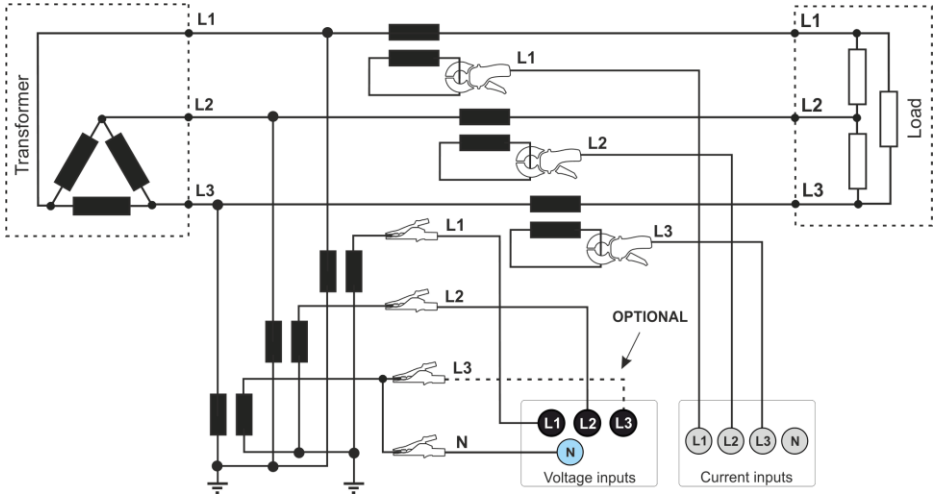 L1
L1
Transformer
L1
L2
L2
Load
L2
L3
L3
L1
L3
L2
OPTIONAL
L3
N
L1
L2
L3
N
Voltage inputs
L1
L2
L3
N
Current inputs